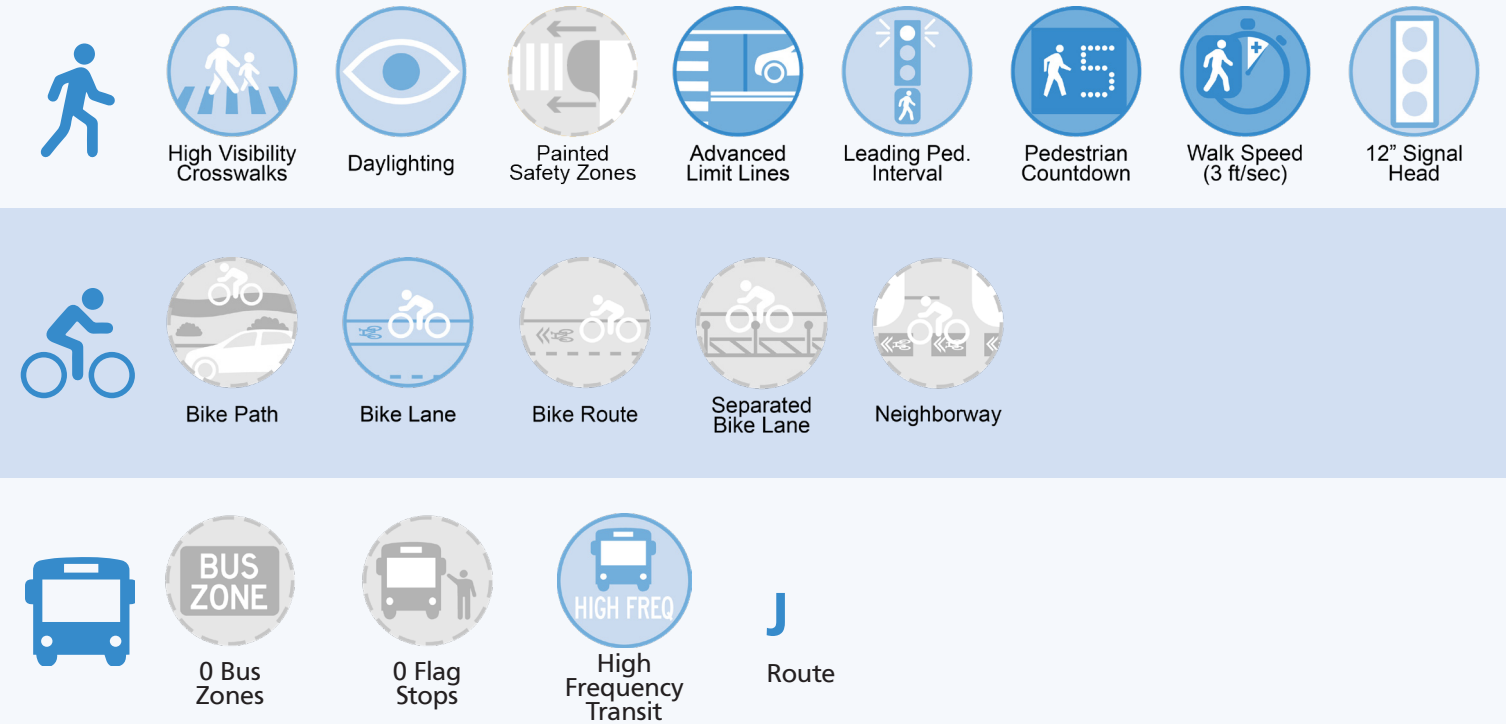 High Visibility
Crosswalks
Daylighting
Painted
Safety Zones
Advanced
Limit Lines
Leading Ped.
Interval
5
Pedestrian
Countdown
Walk Speed
(3 ft/sec)
12” Signal
Head
Bike Path
Bike Lane
Bike Route
Separated
Bike Lane
Neighborway
BUS
ZONE
0 Bus
Zones
0 Flag
Stops
HIGH FREQ
High
Frequency
Transit
J
Route